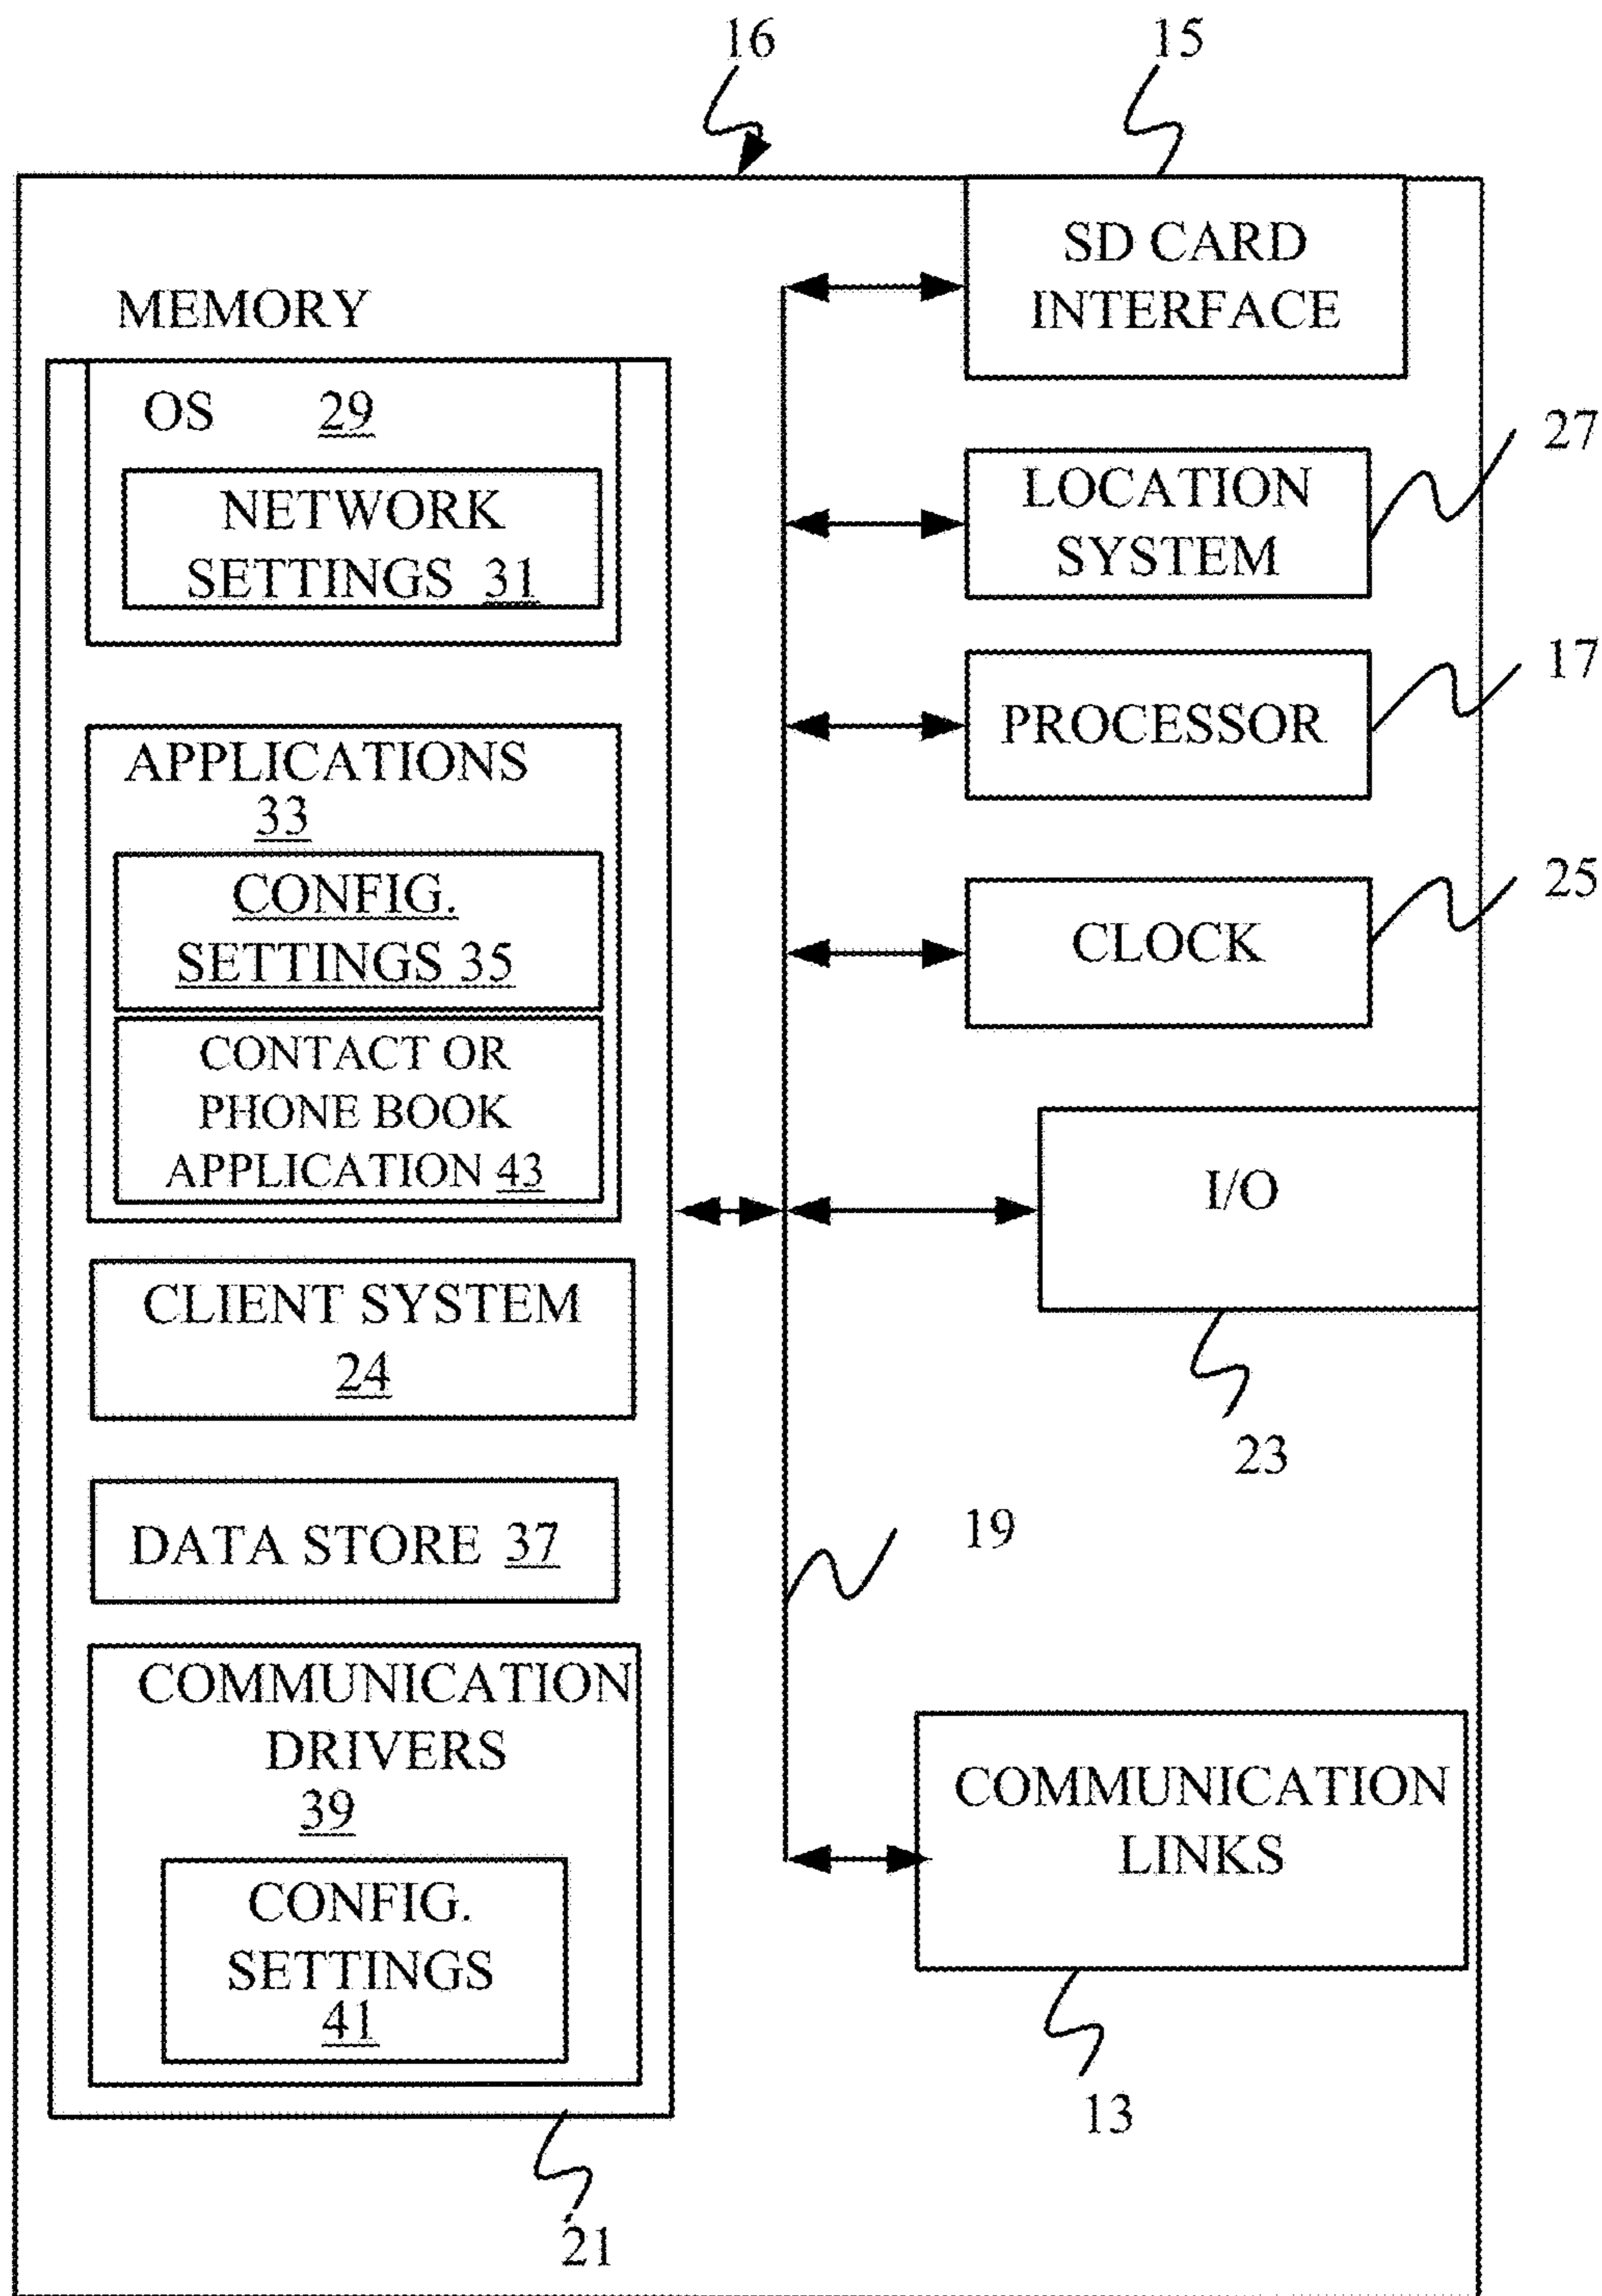 16
15
SD CARD
INTERFACE
MEMORY
OS 29
NETWORK
SETTINGS 31
27
LOCATION
SYSTEM
17
PROCESSOR
APPLICATIONS
33
CONFIG.
SETTINGS 35
25
CLOCK
CONTACT OR
PHONE BOOK
APPLICATION 43
I/O
23
CLIENT SYSTEM
24
DATA STORE 37
19
COMMUNICATION
DRIVERS
39
CONFIG.
SETTINGS
41
COMMUNICATION
LINKS
13
21